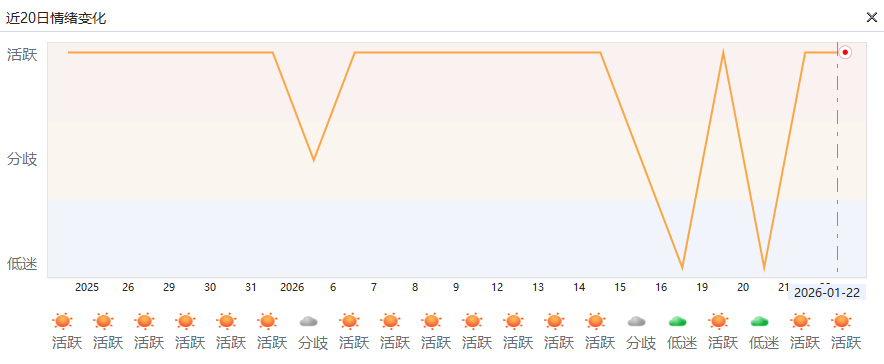 近20日情绪变化
活跃
分歧
低迷
2025 26 29 30 31 2026 6 7 8 9 12 13 14 15 16 19 20 21
2026-01-22
活跃 活跃 活跃 活跃 活跃 活跃 分歧 活跃 活跃 活跃 活跃 活跃 活跃 活跃 分歧 低迷 活跃 低迷 活跃 活跃